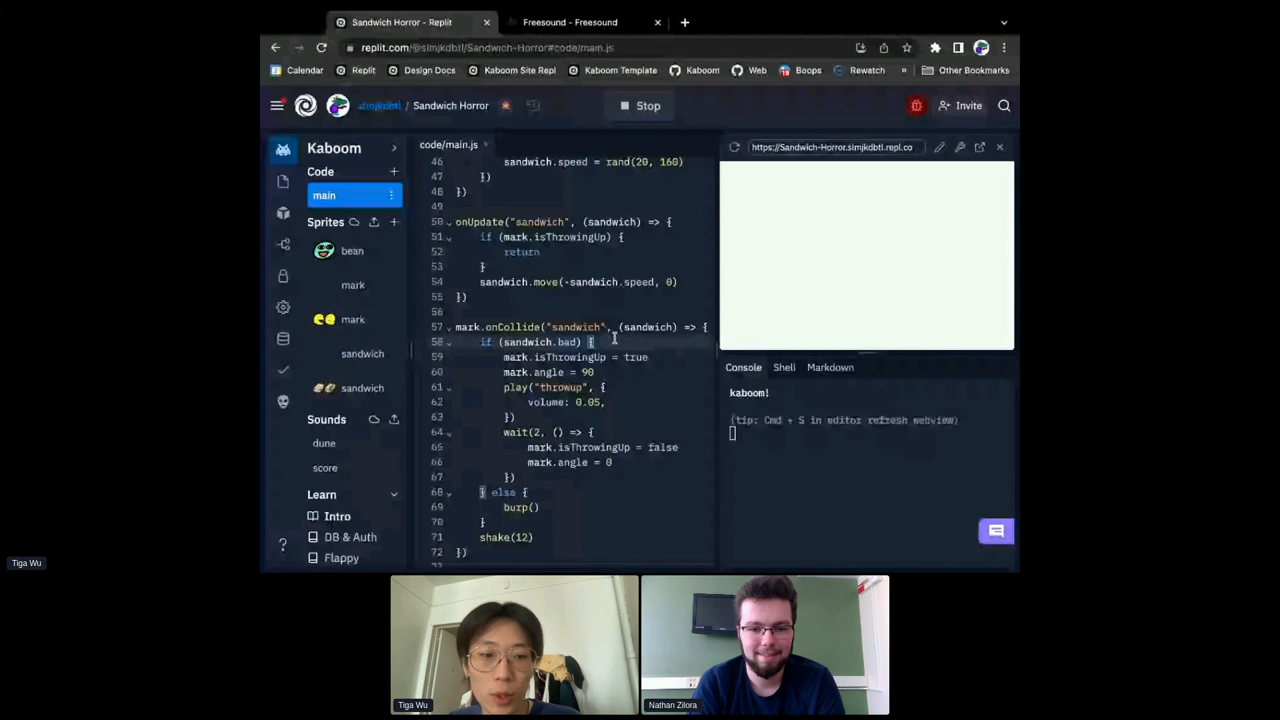 Sandwich Horror - Replit
Freesound - Freesound
replit.com/@slmjkdbtl/Sandwich-Horror#code/main.js
Calendar
Replit
Design Docs
Kaboom Site Repl
Kaboom Template
Kaboom
Web
Boops
Rewatch
»
Other Bookmarks
slmjkdbtl / Sandwich Horror
Stop
Invite
Kaboom
Code
main
Sprites
bean
mark
mark
sandwich
sandwich
Sounds
dune
score
Learn
Intro
DB & Auth
Flappy
code/main.js
46 sandwich.speed = rand(20, 160)
47 })
48 })
49
50 onUpdate("sandwich", (sandwich) => {
51 if (mark.isThrowingUp) {
52 return
53 }
54 sandwich.move(-sandwich.speed, 0)
55 })
56
57 mark.onCollide("sandwich", (sandwich) => {
58 if (sandwich.bad) {
59 mark.isThrowingUp = true
60 mark.angle = 90
61 play("throwup", {
62 volume: 0.05,
63 })
64 wait(2, () => {
65 mark.isThrowingUp = false
66 mark.angle = 0
67 })
68 } else {
69 burp()
70 }
71 shake(12)
72 })
https://Sandwich-Horror.slmjkdbtl.repl.co
Console
Shell
Markdown
kaboom!
(tip: Cmd + S in editor refresh webview)
Tiga Wu
Tiga Wu
Nathan Zilora